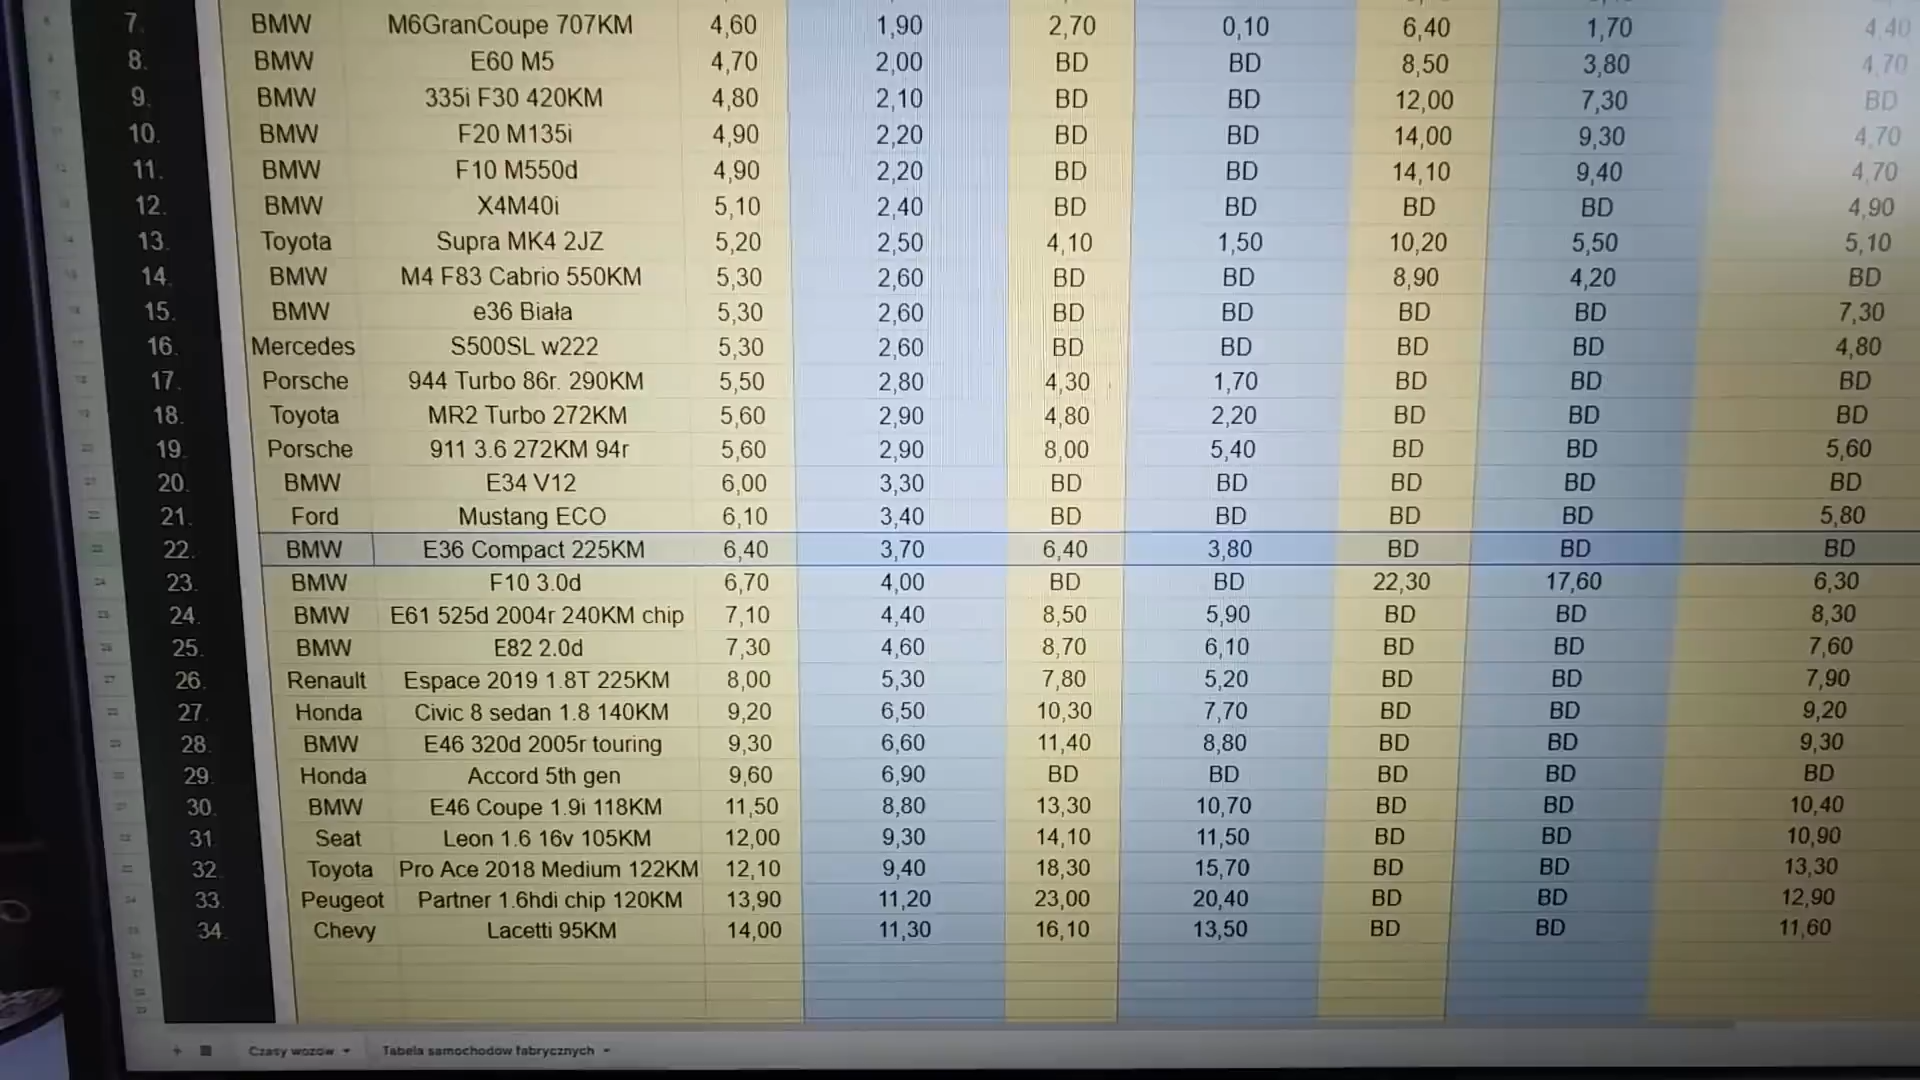 7. BMW M6GranCoupe 707KM 4,60 1,90 2,70 0,10 6,40 1,70 4,40
8. BMW E60 M5 4,70 2,00 BD BD 8,50 3,80 4,70
9. BMW 335i F30 420KM 4,80 2,10 BD BD 12,00 7,30 BD
10. BMW F20 M135i 4,90 2,20 BD BD 14,00 9,30 4,70
11. BMW F10 M550d 4,90 2,20 BD BD 14,10 9,40 4,70
12. BMW X4M40i 5,10 2,40 BD BD BD BD 4,90
13. Toyota Supra MK4 2JZ 5,20 2,50 4,10 1,50 10,20 5,50 5,10
14. BMW M4 F83 Cabrio 550KM 5,30 2,60 BD BD 8,90 4,20 BD
15. BMW e36 Biała 5,30 2,60 BD BD BD BD 7,30
16. Mercedes S500SL w222 5,30 2,60 BD BD BD BD 4,80
17. Porsche 944 Turbo 86r. 290KM 5,50 2,80 4,30 1,70 BD BD BD
18. Toyota MR2 Turbo 272KM 5,60 2,90 4,80 2,20 BD BD BD
19. Porsche 911 3.6 272KM 94r 5,60 2,90 8,00 5,40 BD BD 5,60
20. BMW E34 V12 6,00 3,30 BD BD BD BD BD
21. Ford Mustang ECO 6,10 3,40 BD BD BD BD 5,80
22. BMW E36 Compact 225KM 6,40 3,70 6,40 3,80 BD BD BD
23. BMW F10 3.0d 6,70 4,00 BD BD 22,30 17,60 6,30
24. BMW E61 525d 2004r 240KM chip 7,10 4,40 8,50 5,90 BD BD 8,30
25. BMW E82 2.0d 7,30 4,60 8,70 6,10 BD BD 7,60
26. Renault Espace 2019 1.8T 225KM 8,00 5,30 7,80 5,20 BD BD 7,90
27. Honda Civic 8 sedan 1.8 140KM 9,20 6,50 10,30 7,70 BD BD 9,20
28. BMW E46 320d 2005r touring 9,30 6,60 11,40 8,80 BD BD 9,30
29. Honda Accord 5th gen 9,60 6,90 BD BD BD BD BD
30. BMW E46 Coupe 1.9i 118KM 11,50 8,80 13,30 10,70 BD BD 10,40
31 Seat Leon 1.6 16v 105KM 12,00 9,30 14,10 11,50 BD BD 10,90
32. Toyota Pro Ace 2018 Medium 122KM 12,10 9,40 18,30 15,70 BD BD 13,30
33. Peugeot Partner 1.6hdi chip 120KM 13,90 11,20 23,00 20,40 BD BD 12,90
34. Chevy Lacetti 95KM 14,00 11,30 16,10 13,50 BD BD 11,60
Czasy wozów Tabela samochodów fabrycznych